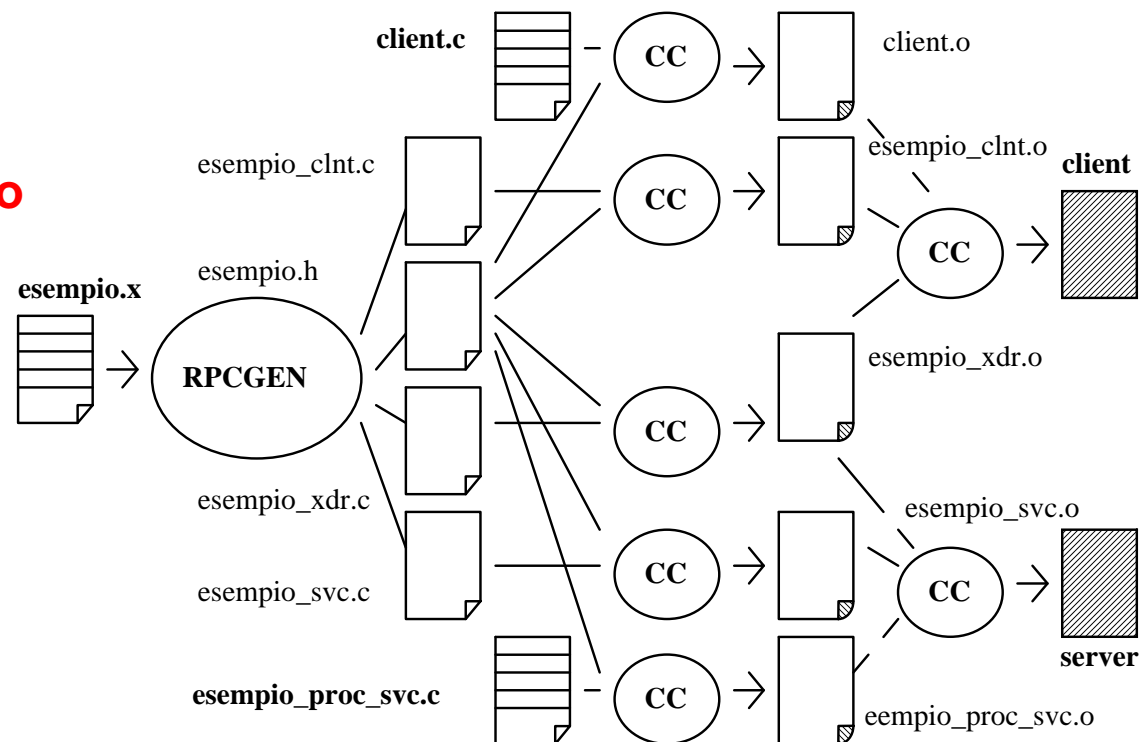 client.c
CC
client.o
esempio_clnt.c
CC
esempio_clnt.o
client
o
esempio.h
CC
esempio.x
RPCGEN
esempio_xdr.o
CC
esempio_xdr.c
esempio_svc.o
esempio_svc.c
CC
CC
server
esempio_proc_svc.c
CC
eempio_proc_svc.o